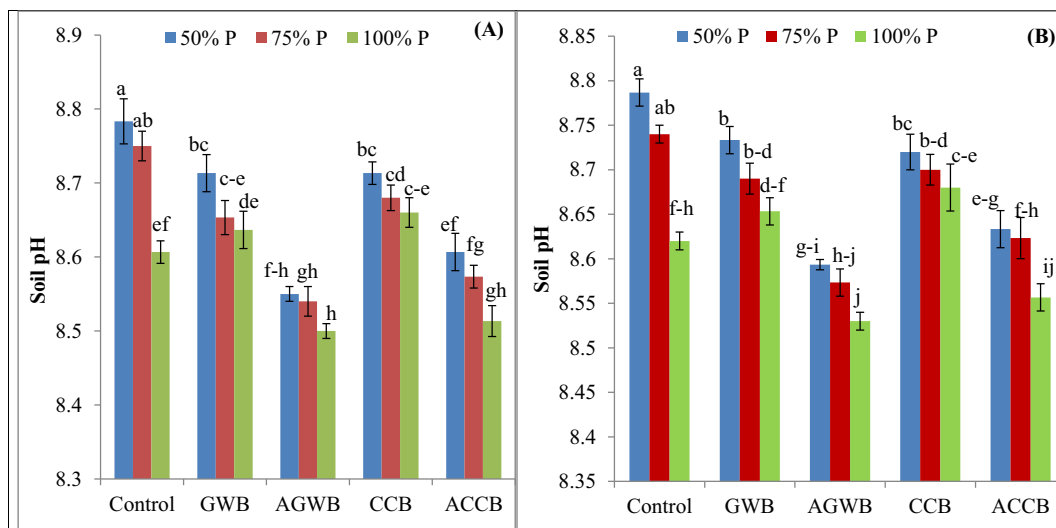 (A)
50% P 75% P 100% P
Soil pH
8.9
8.8
8.7
8.6
8.5
8.4
8.3
a ab ef
bc c-e de
f-h gh h
bc cd c-e
ef fg gh
Control GWB AGWB CCB ACCB
(B)
50% P 75% P 100% P
Soil pH
8.85
8.8
8.75
8.7
8.65
8.6
8.55
8.5
8.45
8.4
8.35
a ab f-h
b b-d d-f
g-i h-j j
bc b-d c-e
e-g f-h ij
Control GWB AGWB CCB ACCB